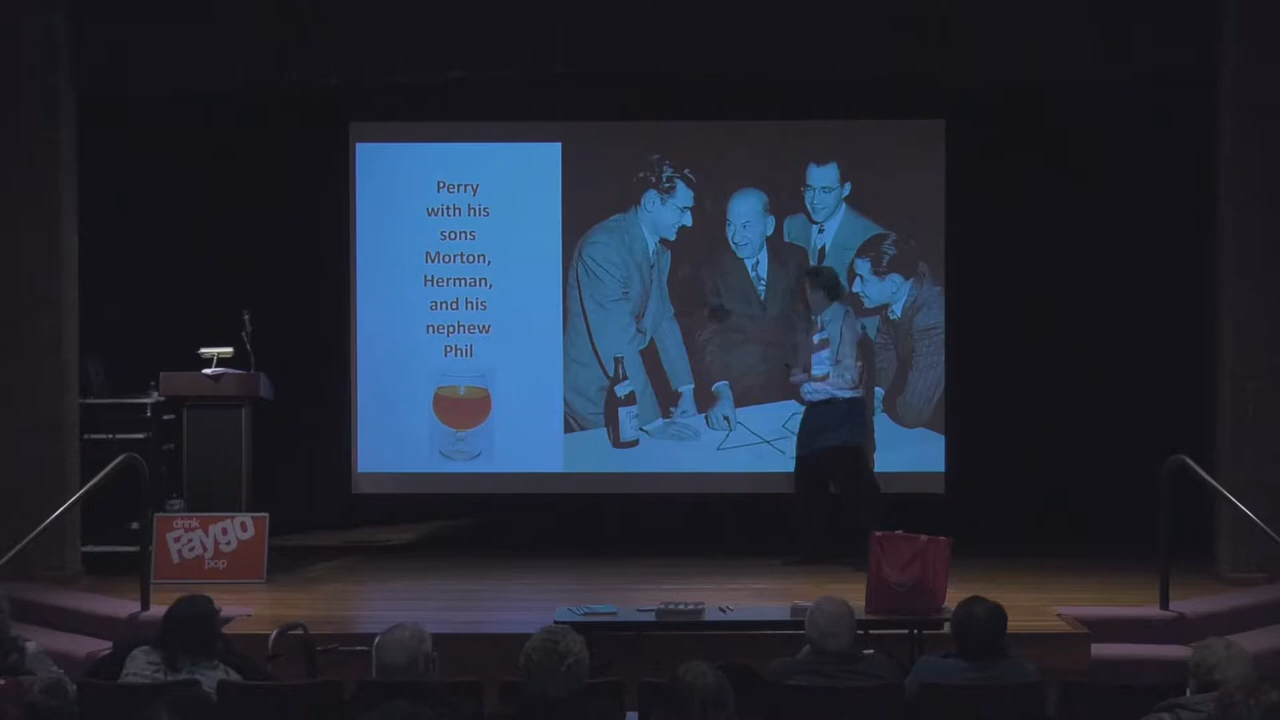 Perry
with his
sons
Morton,
Herman,
and his
nephew
Phil
drink
Faygo
pop